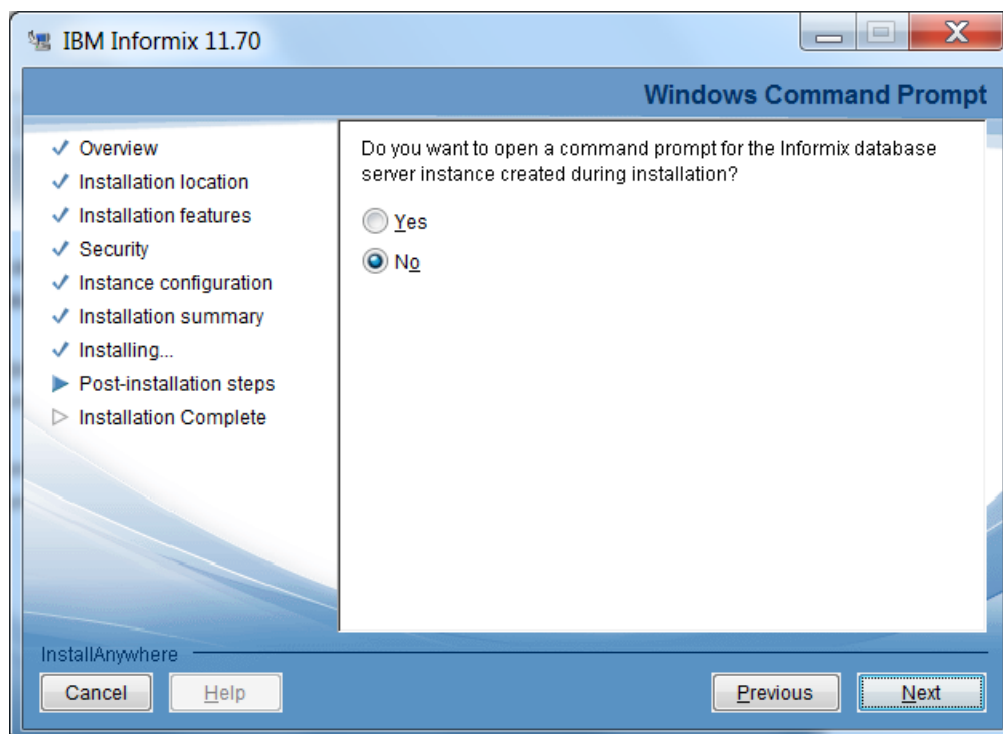 IBM Informix 11.70
Windows Command Prompt
Overview
Installation location
Installation features
Security
Instance configuration
Installation summary
Installing...
Post-installation steps
Installation Complete
Do you want to open a command prompt for the Informix database
server instance created during installation?
Yes
No
InstallAnywhere
Cancel
Help
Previous
Next